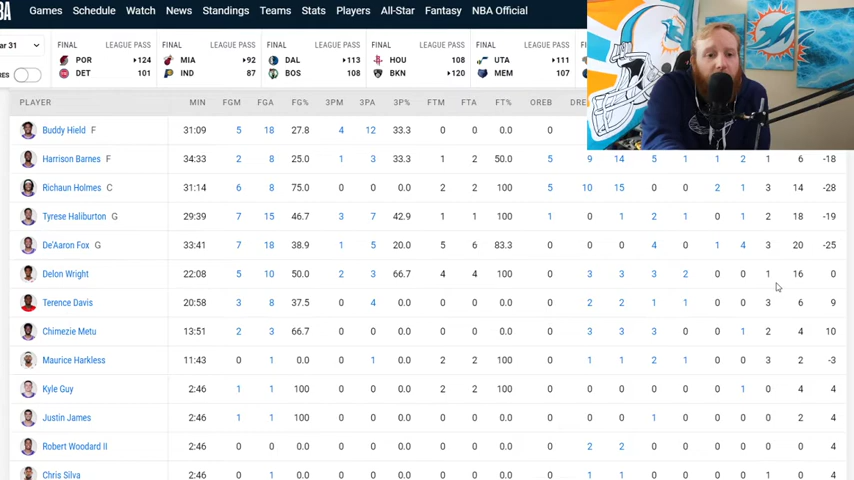 Games Schedule Watch News Standings Teams Stats Players All-Star Fantasy NBA Official
ar 31 FINAL LEAGUE PASS FINAL LEAGUE PASS FINAL LEAGUE PASS FINAL LEAGUE PASS FINAL LEAGUE PASS
POR 124 MIA 92 DAL 113 HOU 108 UTA 111
RES DET 101 IND 87 BOS 108 BKN 120 MEM 107
PLAYER MIN FGM FGA FG% 3PM 3PA 3P% FTM FTA FT% OREB DRE
Buddy Hield F 31:09 5 18 27.8 4 12 33.3 0 0 0.0 0
Harrison Barnes F 34:33 2 8 25.0 1 3 33.3 1 2 50.0 5 9 14 5 1 1 2 1 6 -18
Richaun Holmes C 31:14 6 8 75.0 0 0 0.0 2 2 100 5 10 15 0 0 2 1 3 14 -28
Tyrese Haliburton G 29:39 7 15 46.7 3 7 42.9 1 1 100 1 0 1 2 1 0 1 2 18 -19
De'Aaron Fox G 33:41 7 18 38.9 1 5 20.0 5 6 83.3 0 0 0 4 0 1 4 3 20 -25
Delon Wright 22:08 5 10 50.0 2 3 66.7 4 4 100 0 3 3 3 2 0 0 1 16 0
Terence Davis 20:58 3 8 37.5 0 4 0.0 0 0 0.0 0 2 2 1 1 0 0 3 6 9
Chimezie Metu 13:51 2 3 66.7 0 0 0.0 0 0 0.0 0 3 3 3 0 0 1 2 4 10
Maurice Harkless 11:43 0 1 0.0 0 1 0.0 2 2 100 0 1 1 2 1 0 0 3 2 -3
Kyle Guy 2:46 1 1 100 0 0 0.0 2 2 100 0 0 0 0 0 0 1 0 4 4
Justin James 2:46 1 1 100 0 0 0.0 0 0 0.0 0 0 0 1 0 0 0 0 2 4
Robert Woodard II 2:46 0 0 0.0 0 0 0.0 0 0 0.0 0 2 2 0 0 0 0 0 0 4
Chris Silva 2:46 0 1 0.0 0 0 0.0 0 0 0.0 0 1 1 0 0 0 0 1 0 4